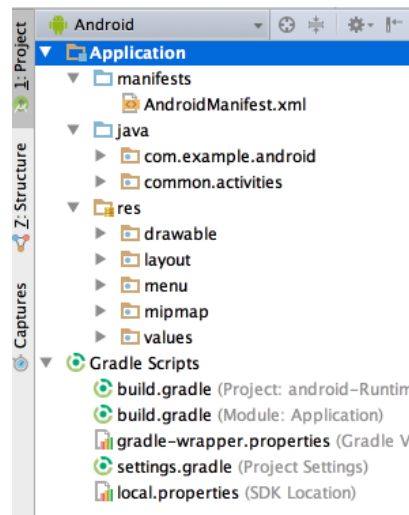 Android
1: Project
Z: Structure
Captures
Application
manifests
AndroidManifest.xml
java
com.example.android
common.activities
res
drawable
layout
menu
mipmap
values
Gradle Scripts
build.gradle (Project: android-Runtim
build.gradle (Module: Application)
gradle-wrapper.properties (Gradle V
settings.gradle (Project Settings)
local.properties (SDK Location)